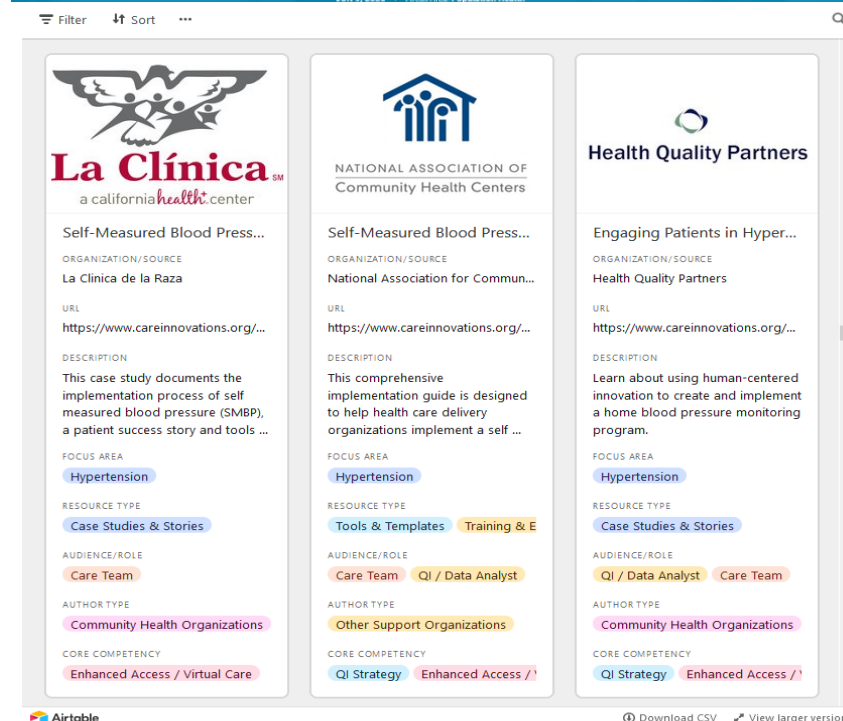 Filter
Sort
La Clínica SM
a california health+ center
Self-Measured Blood Press...
ORGANIZATION/SOURCE
La Clinica de la Raza
URL
https://www.careinnovations.org/...
DESCRIPTION
This case study documents the
implementation process of self
measured blood pressure (SMBP),
a patient success story and tools ...
FOCUS AREA
Hypertension
RESOURCE TYPE
Case Studies & Stories
AUDIENCE/ROLE
Care Team
AUTHOR TYPE
Community Health Organizations
CORE COMPETENCY
Enhanced Access / Virtual Care
NATIONAL ASSOCIATION OF
Community Health Centers
Self-Measured Blood Press...
ORGANIZATION/SOURCE
National Association for Commun...
URL
https://www.careinnovations.org/...
DESCRIPTION
This comprehensive
implementation guide is designed
to help health care delivery
organizations implement a self ...
FOCUS AREA
Hypertension
RESOURCE TYPE
Tools & Templates Training & E
AUDIENCE/ROLE
Care Team QI / Data Analyst
AUTHOR TYPE
Other Support Organizations
CORE COMPETENCY
QI Strategy Enhanced Access /
Health Quality Partners
Engaging Patients in Hyper...
ORGANIZATION/SOURCE
Health Quality Partners
URL
https://www.careinnovations.org/...
DESCRIPTION
Learn about using human-centered
innovation to create and implement
a home blood pressure monitoring
program.
FOCUS AREA
Hypertension
RESOURCE TYPE
Case Studies & Stories
AUDIENCE/ROLE
QI / Data Analyst Care Team
AUTHOR TYPE
Community Health Organizations
CORE COMPETENCY
QI Strategy Enhanced Access /
Airtable
Download CSV View larger version